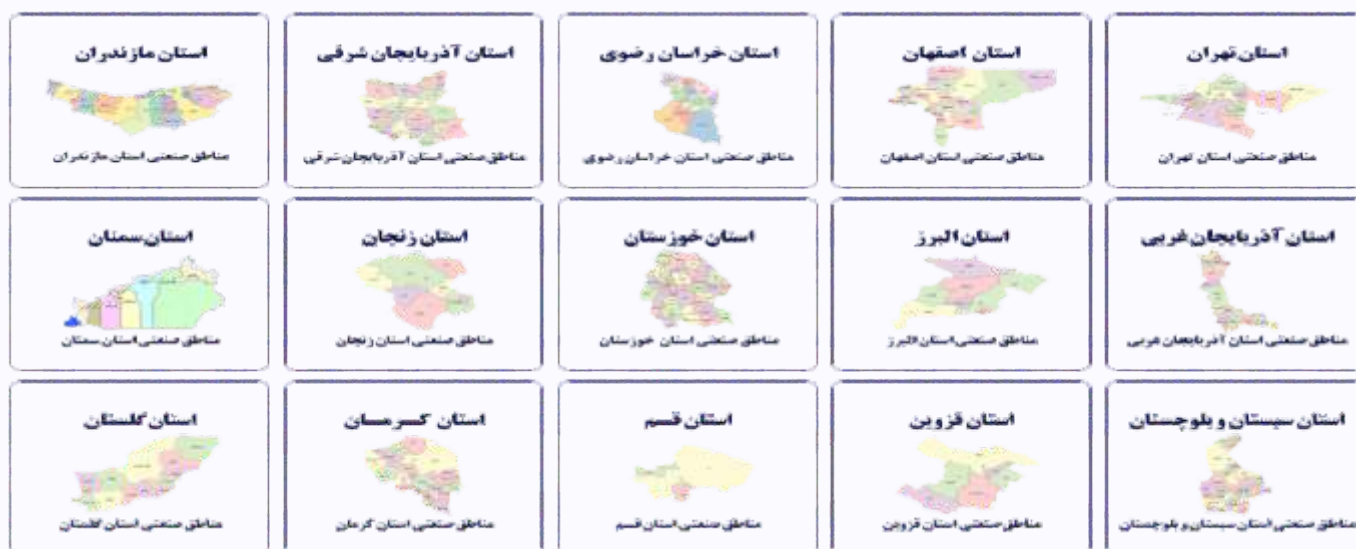 استان تهران
مناطق صنعتی استان تهران
استان اصفهان
مناطق صنعتی استان اصفهان
استان خراسان رضوی
مناطق صنعتی استان خراسان رضوی
استان آذربایجان شرقی
مناطق صنعتی استان آذربایجان شرقی
استان مازندران
مناطق صنعتی استان مازندران
استان آذربایجان غربی
مناطق صنعتی استان آذربایجان غربی
استان البرز
مناطق صنعتی استان البرز
استان خوزستان
مناطق صنعتی استان خوزستان
استان زنجان
مناطق صنعتی استان زنجان
استان سمنان
مناطق صنعتی استان سمنان
استان سیستان و بلوچستان
مناطق صنعتی استان سیستان و بلوچستان
استان قزوین
مناطق صنعتی استان قزوین
استان قم
مناطق صنعتی استان قم
استان کرمان
مناطق صنعتی استان کرمان
استان گلستان
مناطق صنعتی استان گلستان